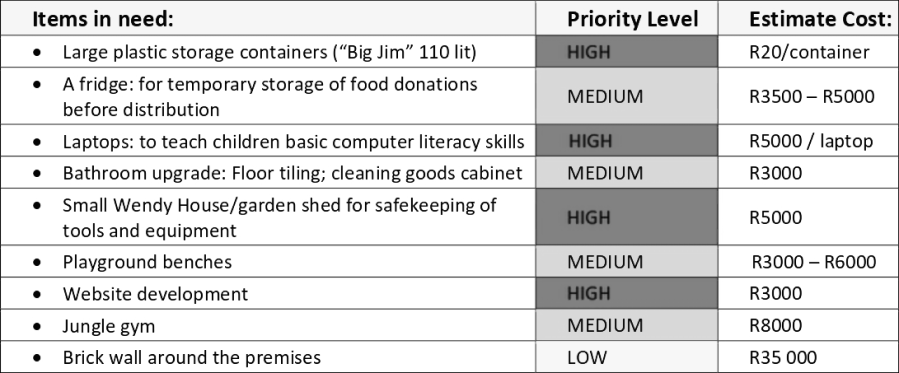 Items in need: Priority Level Estimate Cost:
• Large plastic storage containers (“Big Jim” 110 lit) HIGH R20/container
• A fridge: for temporary storage of food donations
before distribution MEDIUM R3500 – R5000
• Laptops: to teach children basic computer literacy skills HIGH R5000 / laptop
• Bathroom upgrade: Floor tiling; cleaning goods cabinet MEDIUM R3000
• Small Wendy House/garden shed for safekeeping of
tools and equipment HIGH R5000
• Playground benches MEDIUM R3000 – R6000
• Website development HIGH R3000
• Jungle gym MEDIUM R8000
• Brick wall around the premises LOW R35 000